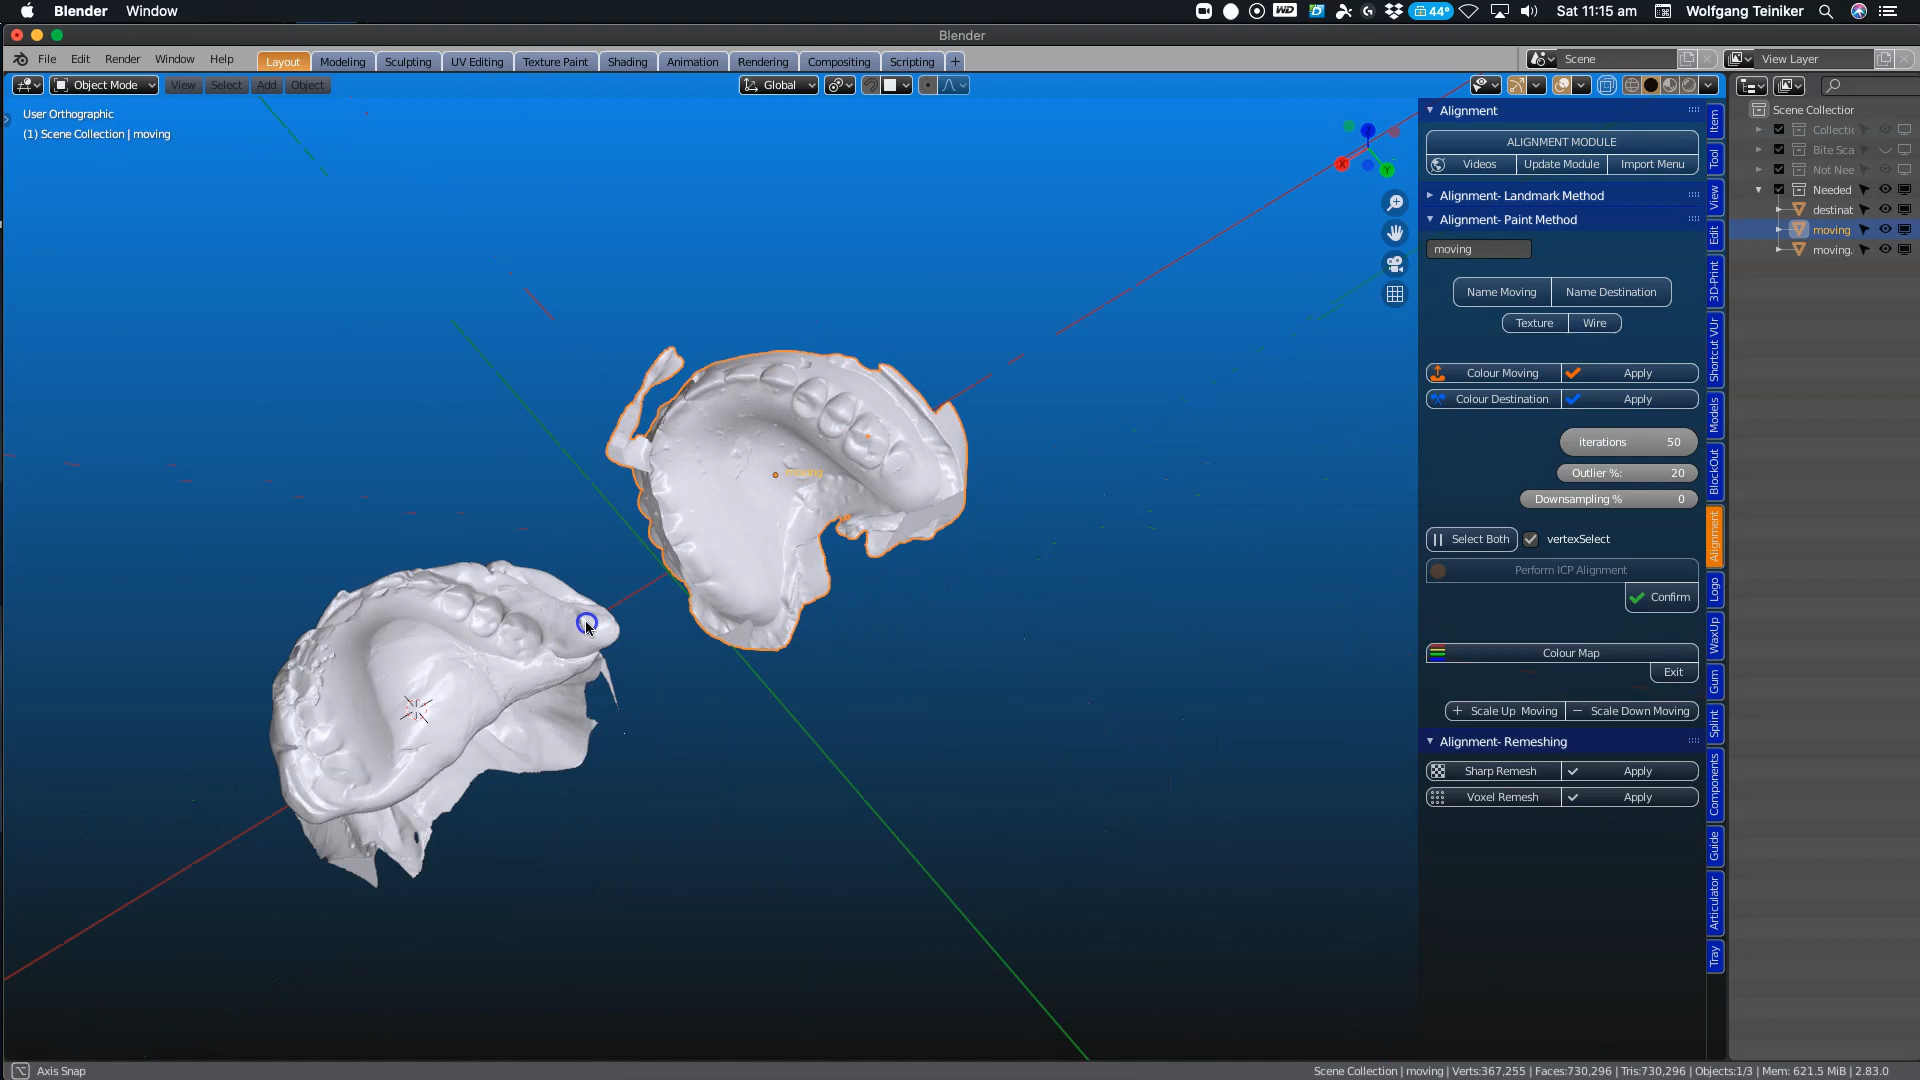 Blender Window
WD 44° Sat 11:15 am Wolfgang Teiniker
Blender
File Edit Render Window Help Layout Modeling Sculpting UV Editing Texture Paint Shading Animation Rendering Compositing Scripting + Scene View Layer
Object Mode View Select Add Object Global
User Orthographic
(1) Scene Collection | moving
X Y Z
moving
Alignment
ALIGNMENT MODULE
Videos Update Module Import Menu
Alignment- Landmark Method
Alignment- Paint Method
moving
Name Moving Name Destination
Texture Wire
Colour Moving Apply
Colour Destination Apply
iterations 50
Outlier %: 20
Downsampling % 0
Select Both vertexSelect
Perform ICP Alignment
Confirm
Colour Map
Exit
Scale Up Moving Scale Down Moving
Alignment- Remeshing
Sharp Remesh Apply
Voxel Remesh Apply
Item
Tool
View
Edit
3D-Print
Shortcut VUr
Models
BlockOut
Alignment
Logo
WaxUp
Gum
Splint
Components
Guide
Articulator
Tray
Scene Collection
Collectic
Bite Sca
Not Nee
Needed
destinat
moving
moving.
Axis Snap
Scene Collection | moving | Verts:367,255 | Faces:730,296 | Tris:730,296 | Objects:1/3 | Mem: 621.5 MiB | 2.83.0